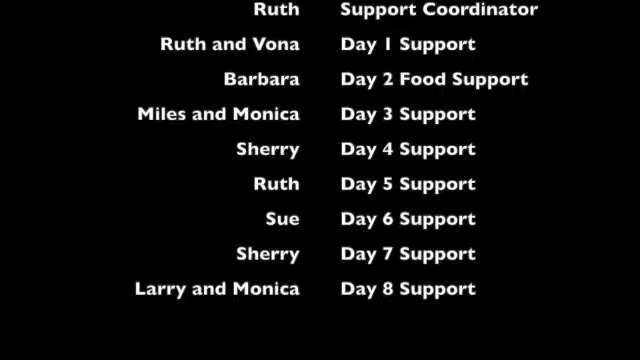 Ruth Support Coordinator
Ruth and Vona Day 1 Support
Barbara Day 2 Food Support
Miles and Monica Day 3 Support
Sherry Day 4 Support
Ruth Day 5 Support
Sue Day 6 Support
Sherry Day 7 Support
Larry and Monica Day 8 Support